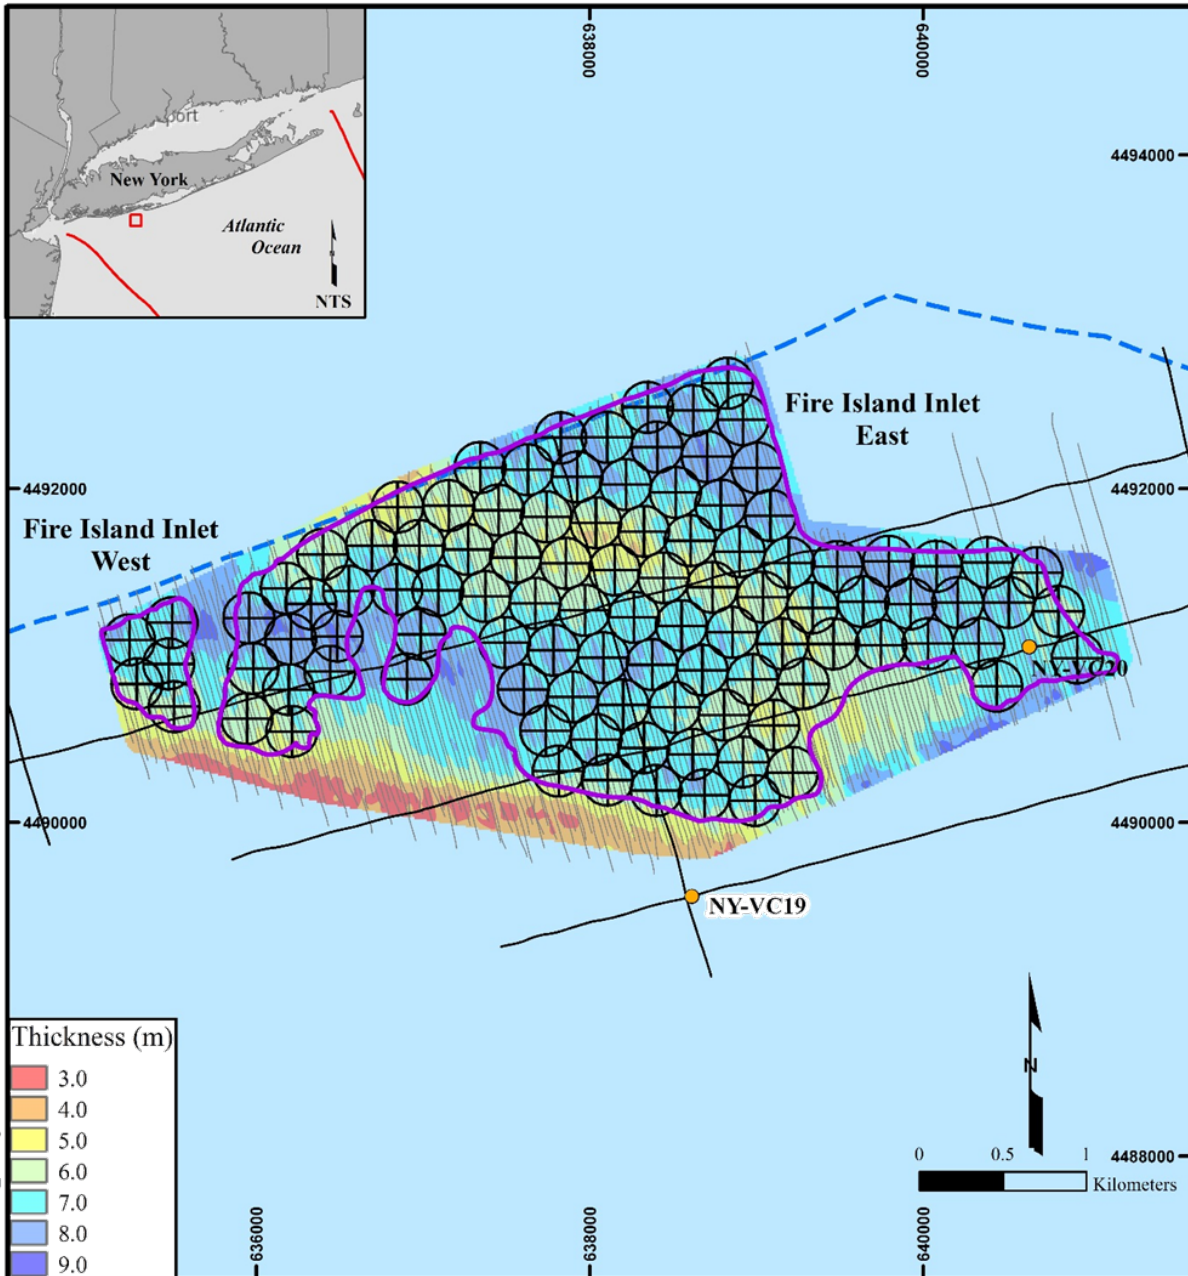 638000
640000
port
New York
Atlantic
Ocean
N
NTS
4494000
Fire Island Inlet
East
4492000
4492000
Fire Island Inlet
West
NY-VC20
4490000
4490000
NY-VC19
N
Thickness (m)
3.0
4.0
5.0
6.0
7.0
8.0
9.0
0 0.5 1
Kilometers
4488000
636000
638000
640000